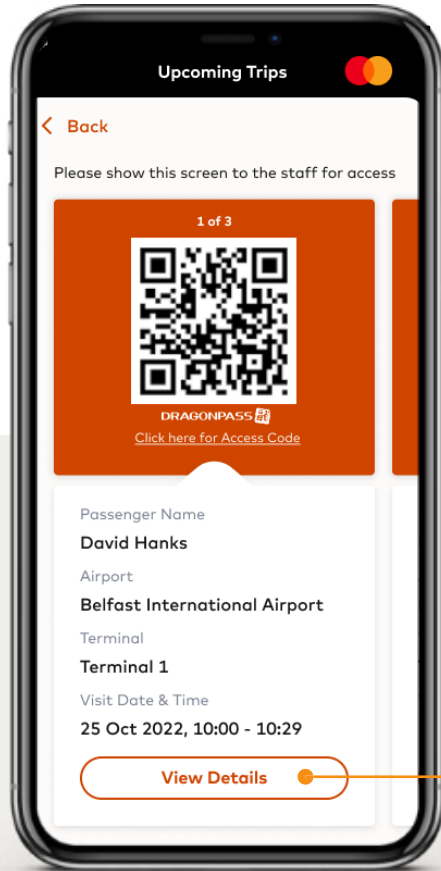 Upcoming Trips
Back
Please show this screen to the staff for access
1 of 3
DRAGONPASS
Click here for Access Code
Passenger Name
David Hanks
Airport
Belfast International Airport
Terminal
Terminal 1
Visit Date & Time
25 Oct 2022, 10:00 - 10:29
View Details